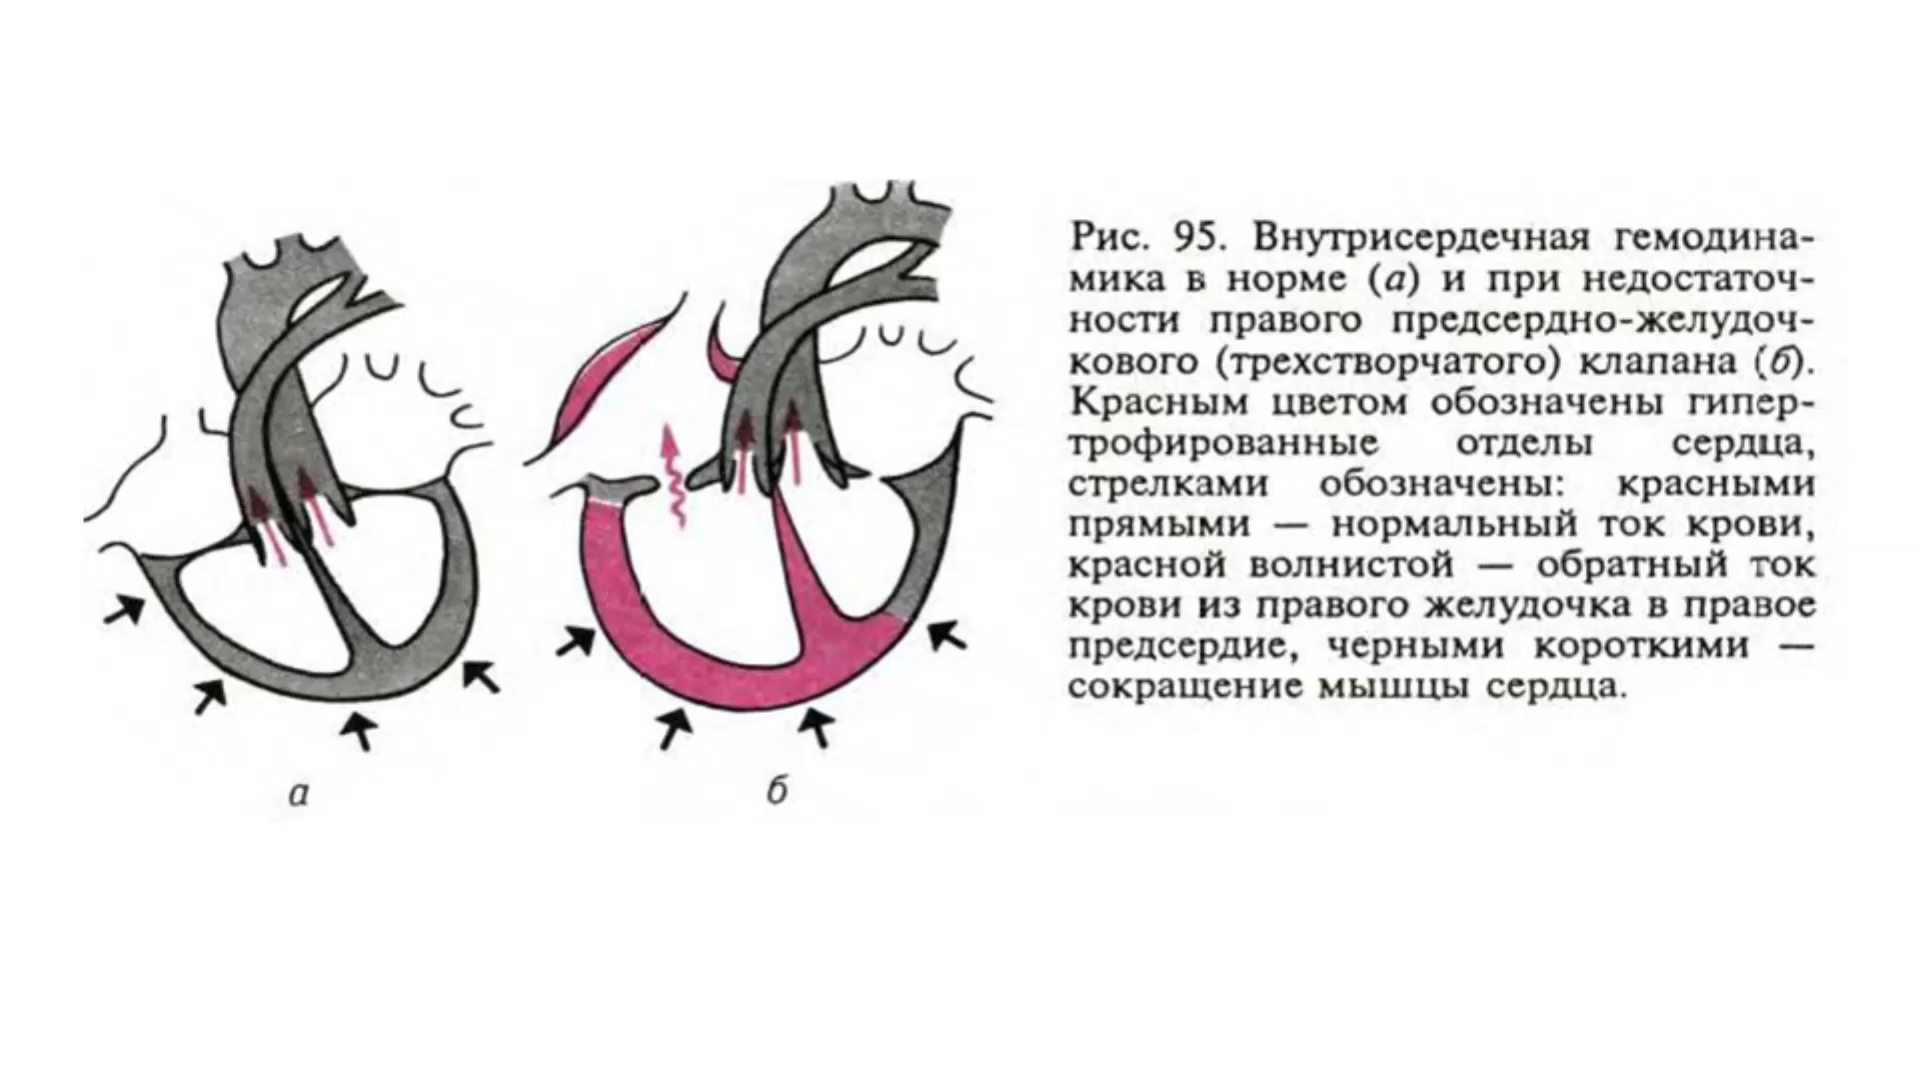 Рис. 95. Внутрисердечная гемодина-
мика в норме (а) и при недостаточ-
ности правого предсердно-желудоч-
кового (трехстворчатого) клапана (б).
Красным цветом обозначены гипер-
трофированные отделы сердца,
стрелками обозначены: красными
прямыми — нормальный ток крови,
красной волнистой — обратный ток
крови из правого желудочка в правое
предсердие, черными короткими —
сокращение мышцы сердца.
а
б